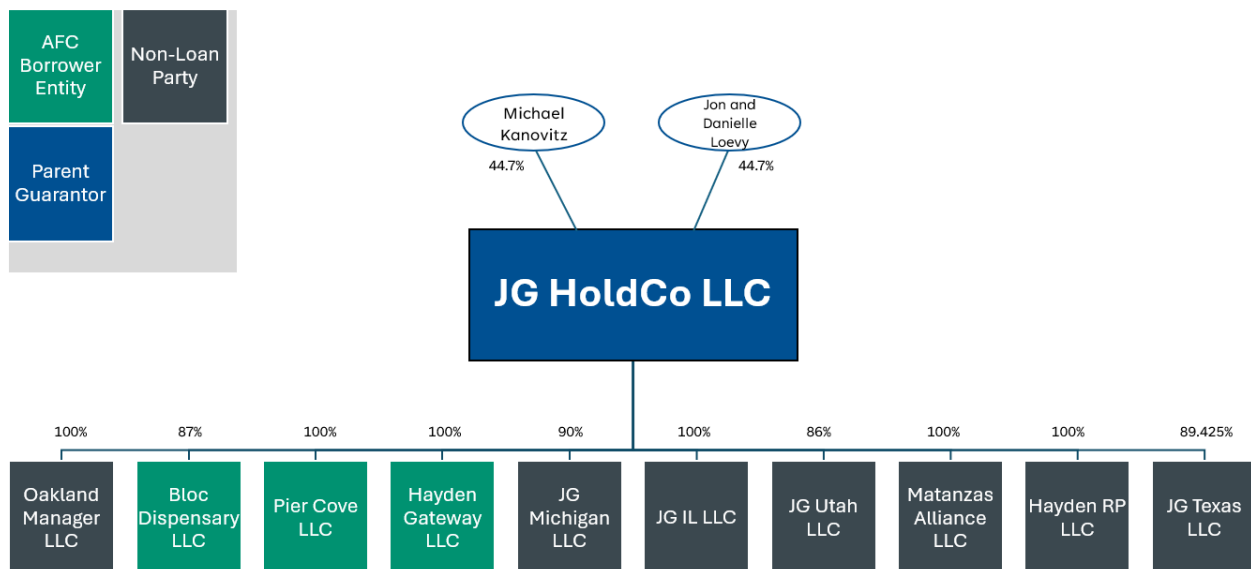 AFC
Borrower
Entity
Non-Loan
Party
Parent
Guarantor
Michael
Kanovitz
Jon and
Danielle
Loevy
44.7%
44.7%
JG HoldCo LLC
100%
87%
100%
100%
90%
100%
86%
100%
100%
89.425%
Oakland
Manager
LLC
Bloc
Dispensary
LLC
Pier Cove
LLC
Hayden
Gateway
LLC
JG
Michigan
LLC
JG IL LLC
JG Utah
LLC
Matanzas
Alliance
LLC
Hayden RP
LLC
JG Texas
LLC